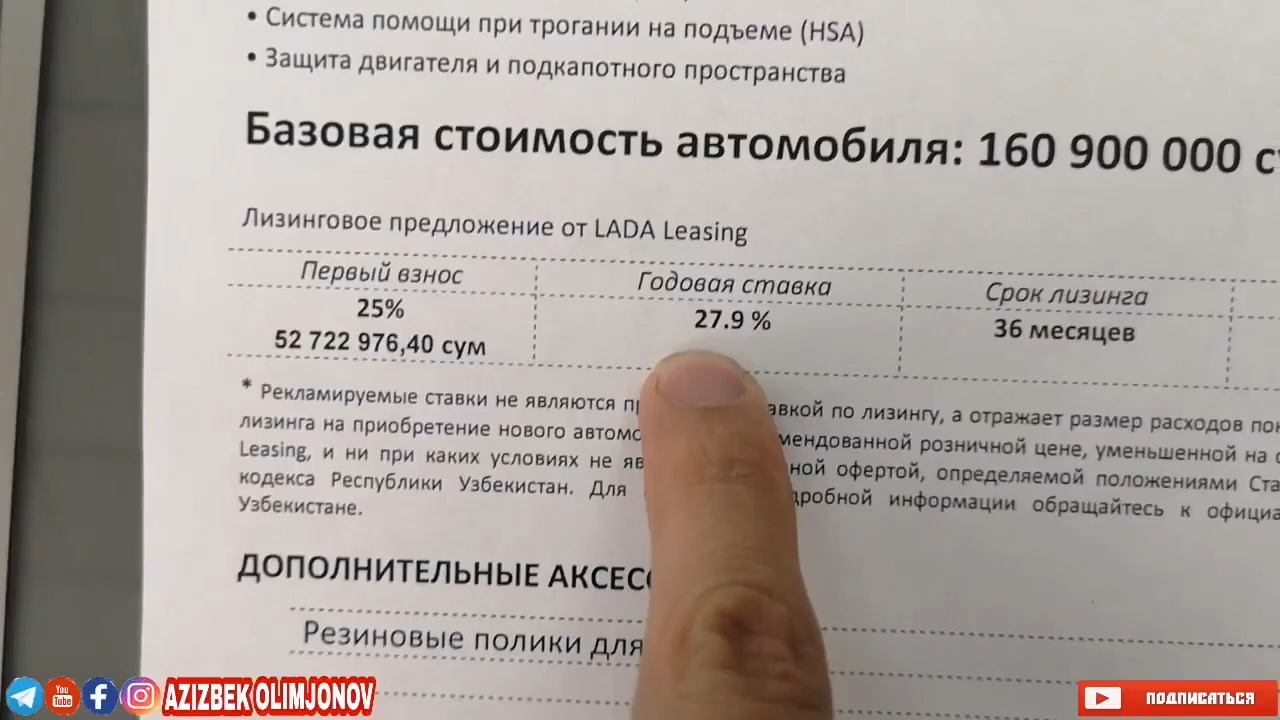 • Система помощи при трогании на подъеме (HSA)
• Защита двигателя и подкапотного пространства
Базовая стоимость автомобиля: 160 900 000
Лизинговое предложение от LADA Leasing
Первый взнос Годовая ставка Срок лизинга
25% 27.9 % 36 месяцев
52 722 976,40 сум
* Рекламируемые ставки не являются по лизингу, а отражает размер расходов
лизинга на приобретение нового розничной цене, уменьшенной на
Leasing, и ни при каких условиях не офертой, определяемой положениями
кодекса Республики Узбекистан. Для информации обращайтесь к
Узбекистане.
ДОПОЛНИТЕЛЬНЫЕ
Резиновые полики для
You Tube
AZIZBEK OLIMJONOV
ПОДПИСАТЬСЯ